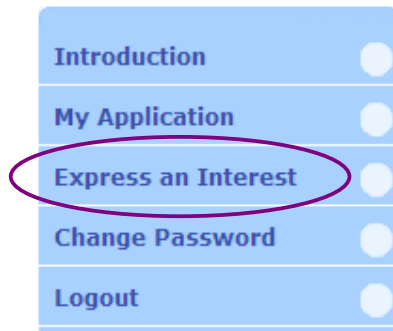 Introduction
My Application
Express an Interest
Change Password
Logout